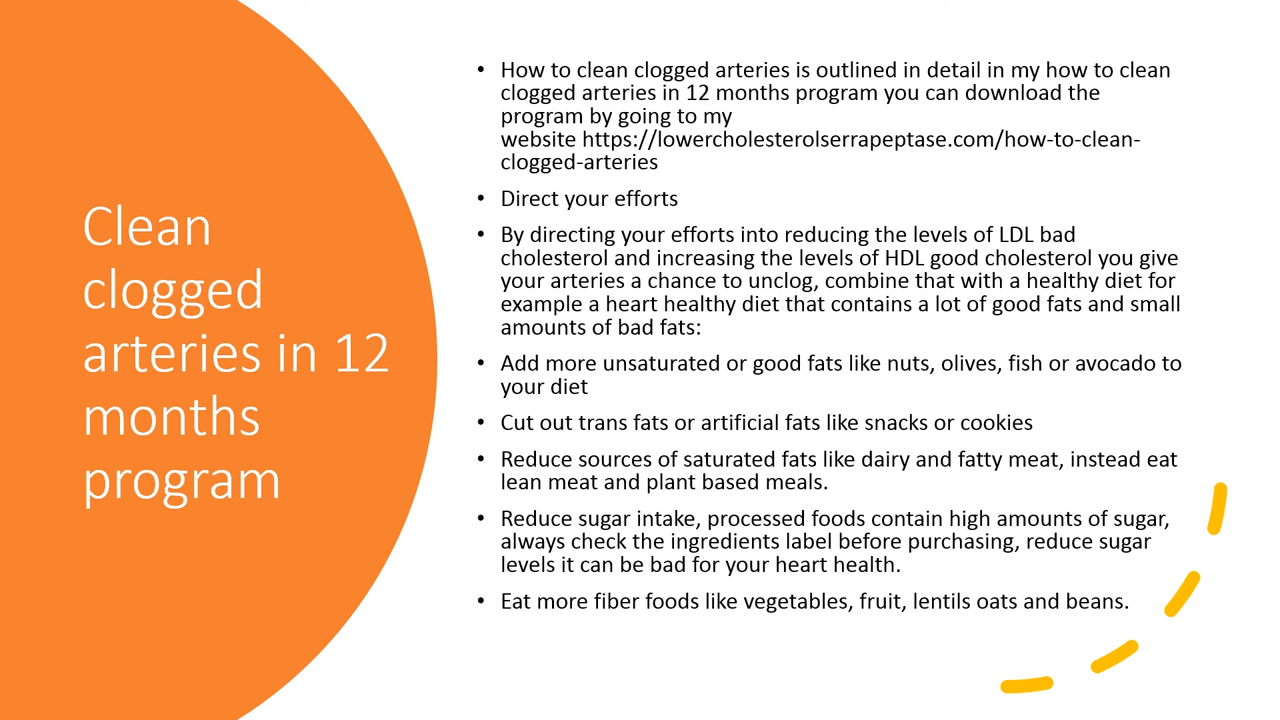 Clean
clogged
arteries in 12
months
program
• How to clean clogged arteries is outlined in detail in my how to clean
clogged arteries in 12 months program you can download the
program by going to my
website https://lowercholesterolserrapeptase.com/how-to-clean-
clogged-arteries
• Direct your efforts
• By directing your efforts into reducing the levels of LDL bad
cholesterol and increasing the levels of HDL good cholesterol you give
your arteries a chance to unclog, combine that with a healthy diet for
example a heart healthy diet that contains a lot of good fats and small
amounts of bad fats:
• Add more unsaturated or good fats like nuts, olives, fish or avocado to
your diet
• Cut out trans fats or artificial fats like snacks or cookies
• Reduce sources of saturated fats like dairy and fatty meat, instead eat
lean meat and plant based meals.
• Reduce sugar intake, processed foods contain high amounts of sugar,
always check the ingredients label before purchasing, reduce sugar
levels it can be bad for your heart health.
• Eat more fiber foods like vegetables, fruit, lentils oats and beans.